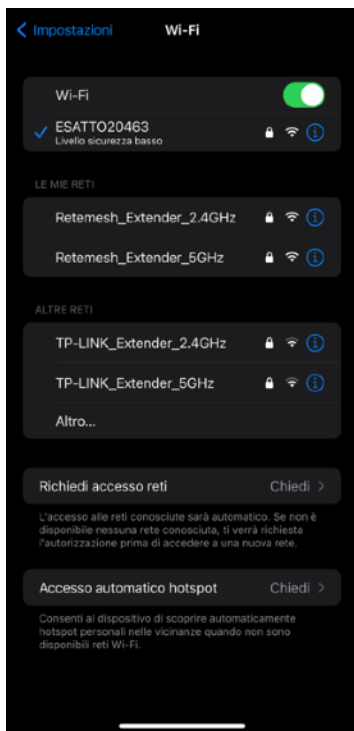 Impostazioni
Wi-Fi
Wi-Fi
ESATTO20463
Livello sicurezza basso
LE MIE RETI
Retemesh_Extender_2.4GHz
Retemesh_Extender_5GHz
ALTRE RETI
TP-LINK_Extender_2.4GHz
TP-LINK_Extender_5GHz
Altro...
Richiedi accesso reti
Chiedi
L'accesso alle reti conosciute sarà automatico. Se non è
disponibile nessuna rete conosciuta, ti verrà richiesta
l'autorizzazione prima di accedere a una nuova rete.
Accesso automatico hotspot
Chiedi
Consenti al dispositivo di scoprire automaticamente
hotspot personali nelle vicinanze quando non sono
disponibili reti Wi-Fi.